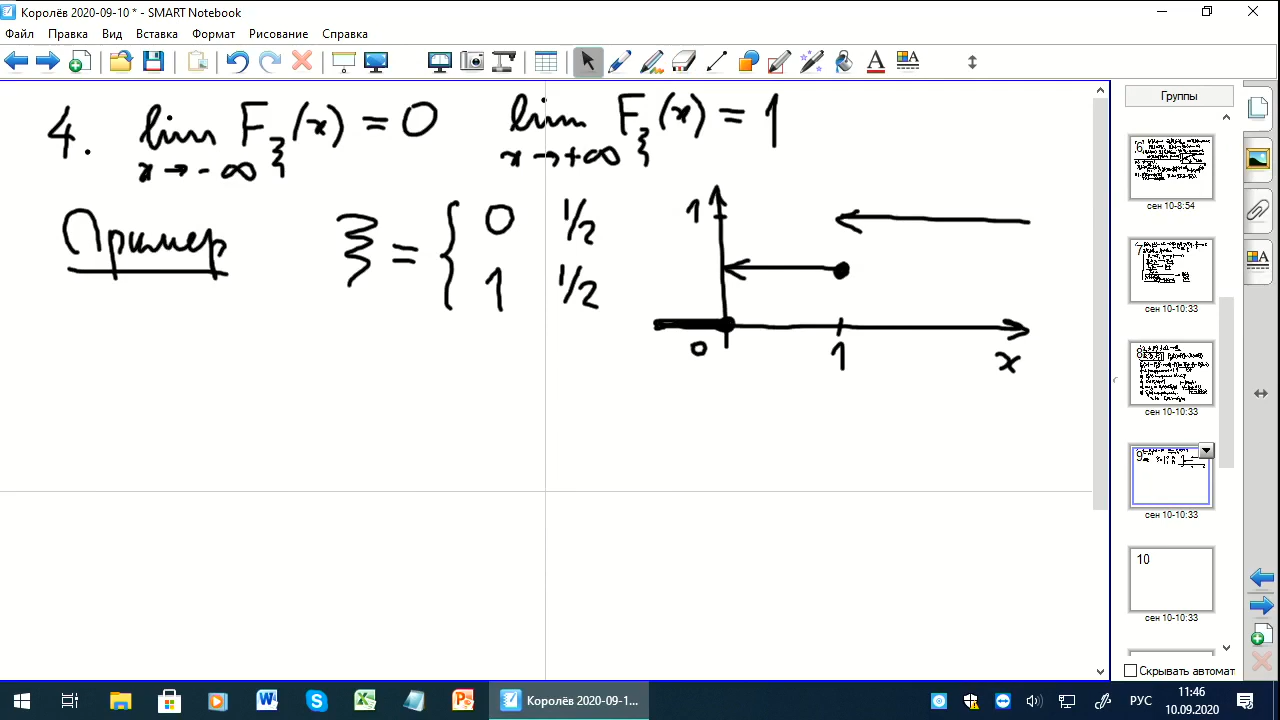 Королёв 2020-09-10 * - SMART Notebook
Файл Правка Вид Вставка Формат Рисование Справка
4. lim F_ξ(x) = 0 lim F_ξ(x) = 1
x → -∞ x → +∞
Пример ξ = { 0 1/2
1 1/2
1
0 1 x
Группы
6
сен 10-8:54
сен 10-10:33
8
сен 10-10:33
9
сен 10-10:33
10
сен 10-10:33
Скрывать автомат
Королёв 2020-09-1...
РУС
11:46
10.09.2020